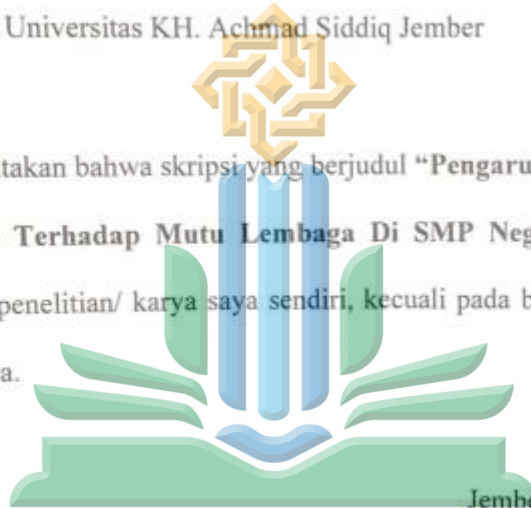 Universitas KH. Achmad Siddiq Jember
takan bahwa skripsi yang berjudul “Pengaru
Terhadap Mutu Lembaga Di SMP Neg
penelitian/ karya saya sendiri, kecuali pada b
a.
Jembe